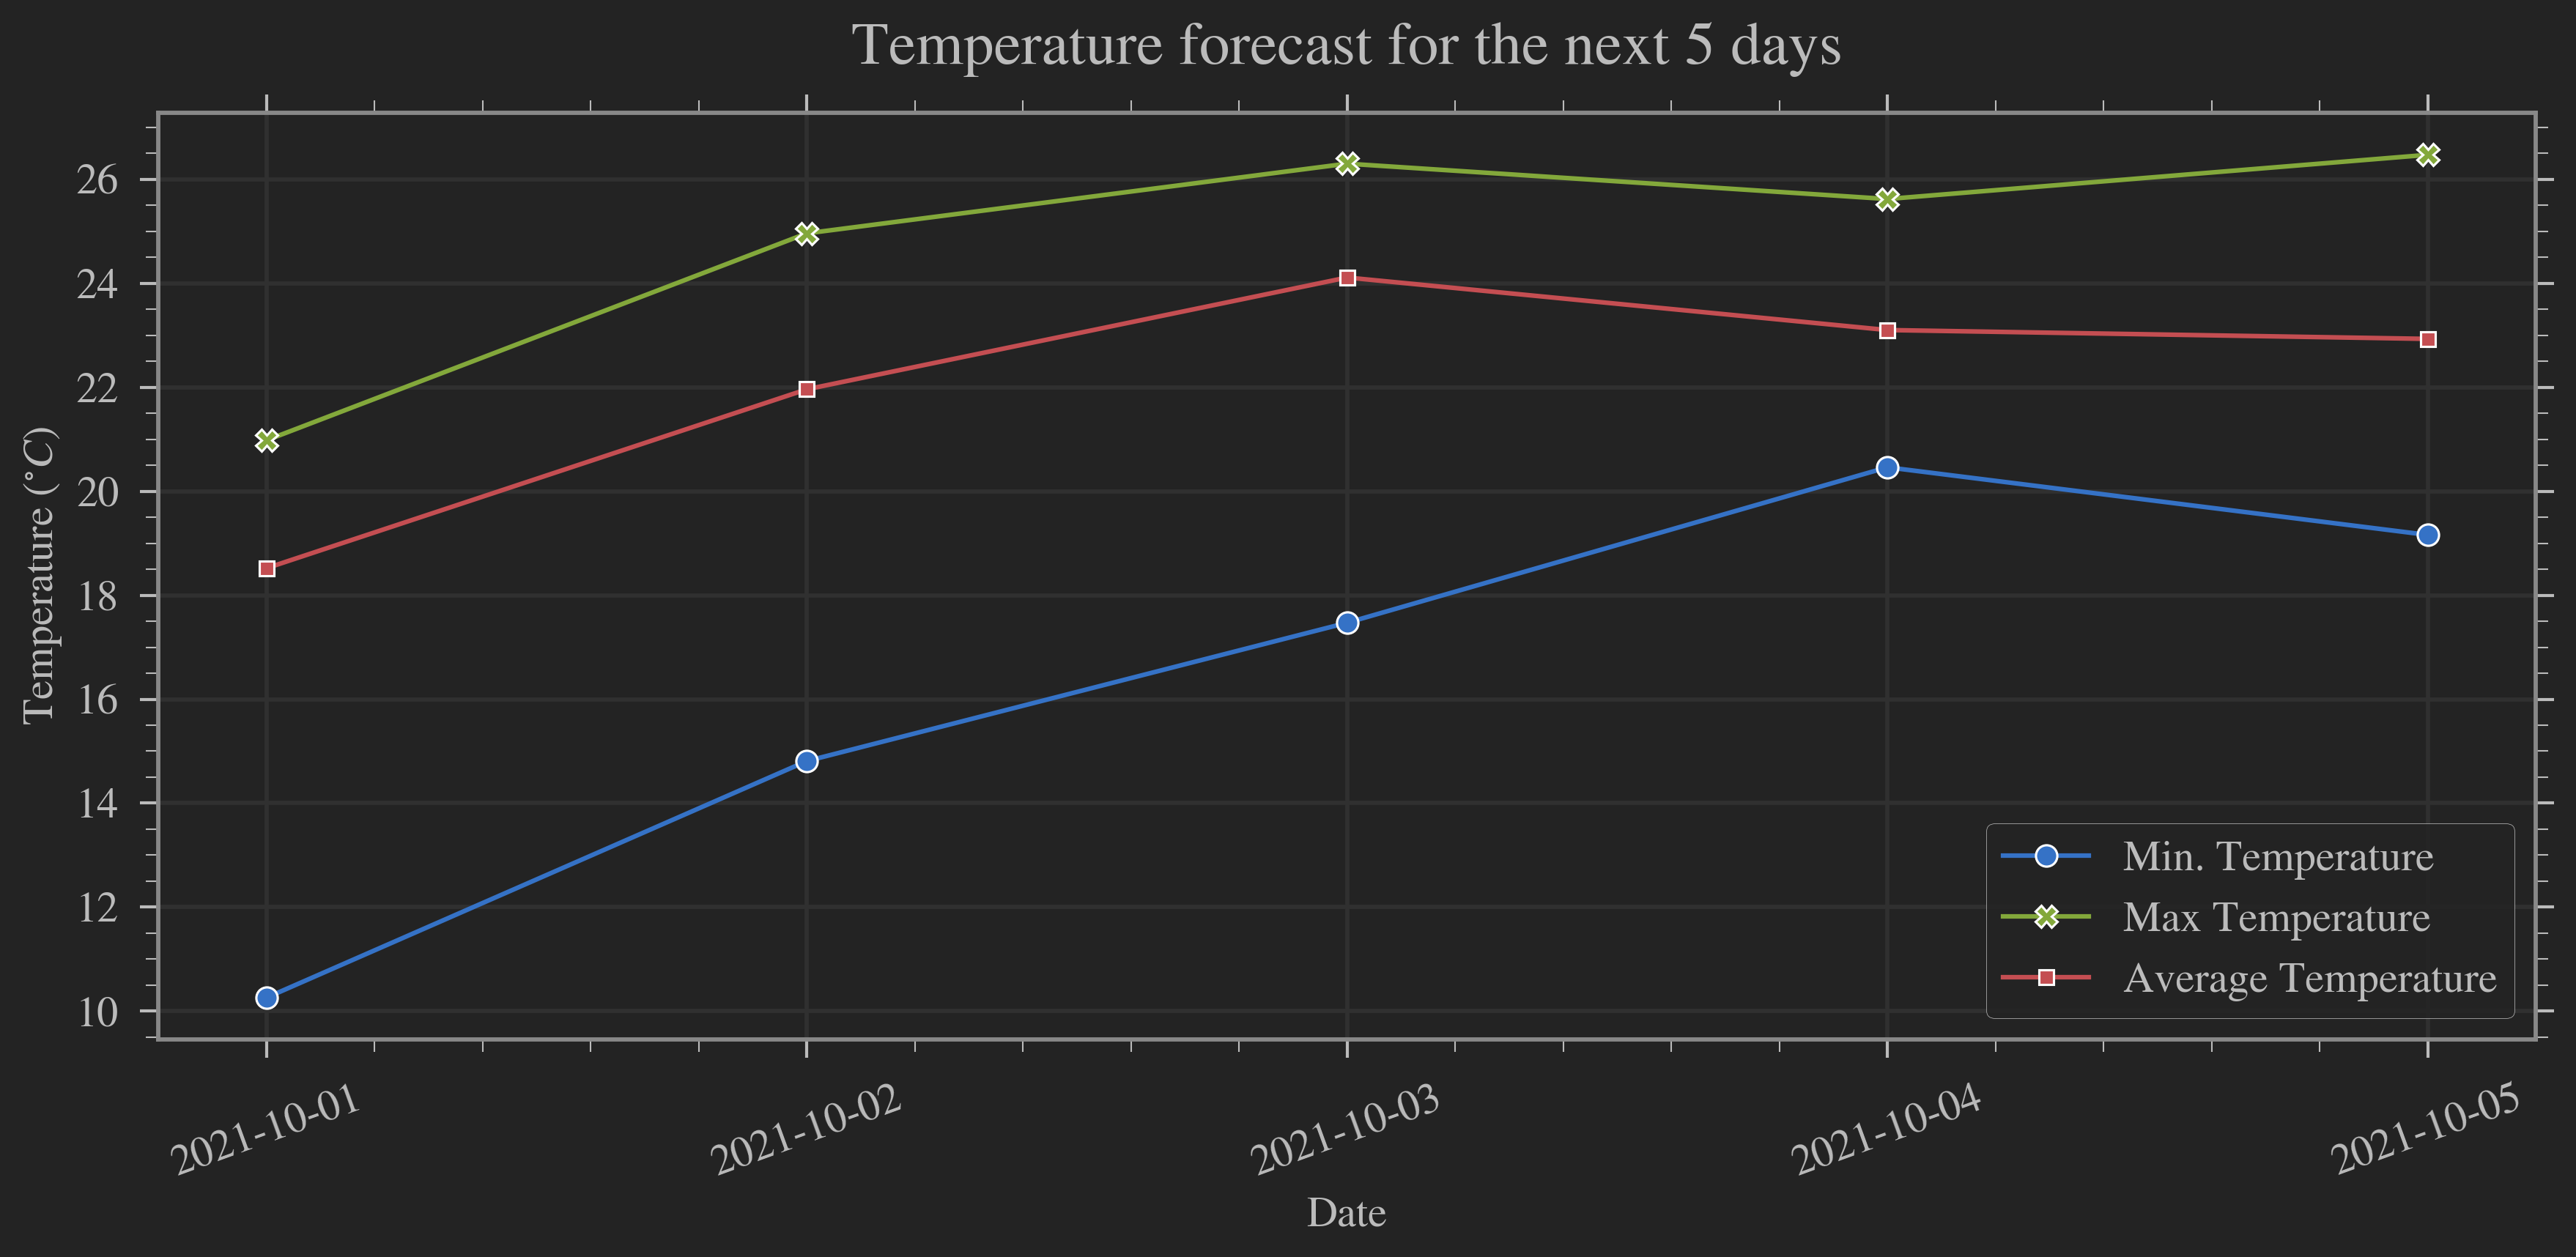 Temperature forecast for the next 5 days
Temperature (°C)
26
24
22
20
18
16
14
12
10
Min. Temperature
Max Temperature
Average Temperature
2021-10-01
2021-10-02
2021-10-03
2021-10-04
2021-10-05
Date